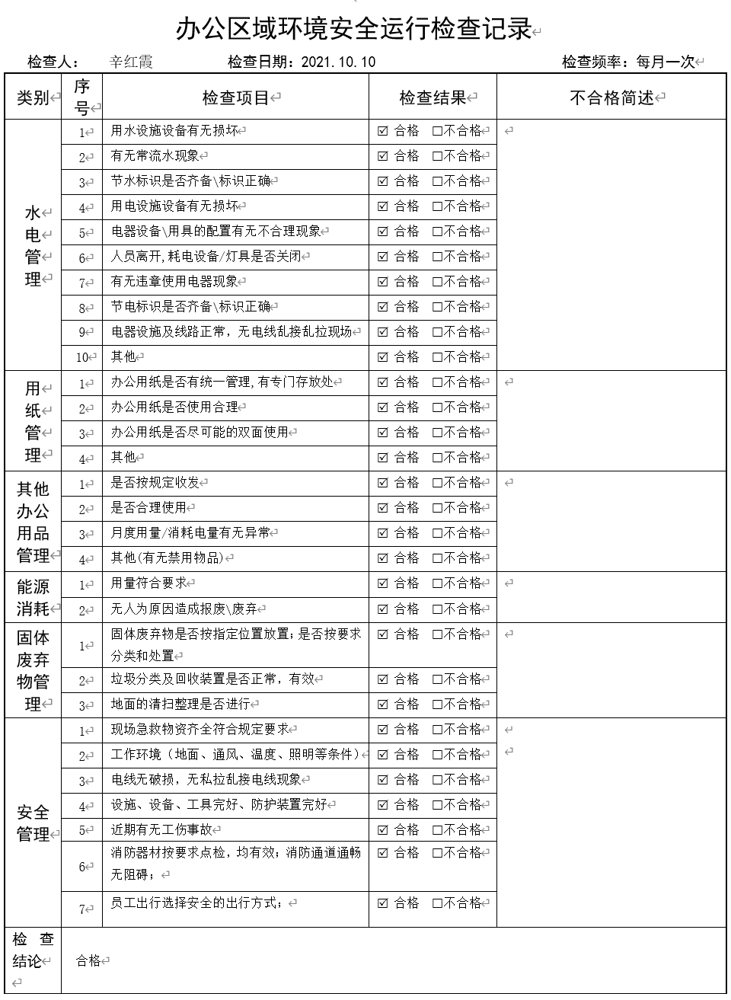 办公区域环境安全运行检查记录
检查人： 辛红霞 检查日期：2021.10.10 检查频率：每月一次
类别 序号 检查项目 检查结果 不合格简述
水电管理
1 用水设施设备有无损坏 ☑ 合格 □不合格
2 有无常流水现象 ☑ 合格 □不合格
3 节水标识是否齐备\标识正确 ☑ 合格 □不合格
4 用电设施设备有无损坏 ☑ 合格 □不合格
5 电器设备\用具的配置有无不合理现象 ☑ 合格 □不合格
6 人员离开,耗电设备/灯具是否关闭 ☑ 合格 □不合格
7 有无违章使用电器现象 ☑ 合格 □不合格
8 节电标识是否齐备\标识正确 ☑ 合格 □不合格
9 电器设施及线路正常，无电线乱接乱拉现场 ☑ 合格 □不合格
10 其他 ☑ 合格 □不合格
用纸管理
1 办公用纸是否有统一管理,有专门存放处 ☑ 合格 □不合格
2 办公用纸是否使用合理 ☑ 合格 □不合格
3 办公用纸是否尽可能的双面使用 ☑ 合格 □不合格
4 其他 ☑ 合格 □不合格
其他办公用品管理
1 是否按规定收发 ☑ 合格 □不合格
2 是否合理使用 ☑ 合格 □不合格
3 月度用量/消耗电量有无异常 ☑ 合格 □不合格
4 其他(有无禁用物品) ☑ 合格 □不合格
能源消耗
1 用量符合要求 ☑ 合格 □不合格
2 无人为原因造成报废\废弃 ☑ 合格 □不合格
固体废弃物管理
1 固体废弃物是否按指定位置放置;是否按要求 ☑ 合格 □不合格
分类和处置
2 垃圾分类及回收装置是否正常，有效 ☑ 合格 □不合格
3 地面的清扫整理是否进行 ☑ 合格 □不合格
安全管理
1 现场急救物资齐全符合规定要求 ☑ 合格 □不合格
2 工作环境（地面、通风、温度、照明等条件） ☑ 合格 □不合格
3 电线无破损，无私拉乱接电线现象 ☑ 合格 □不合格
4 设施、设备、工具完好、防护装置完好 ☑ 合格 □不合格
5 近期有无工伤事故 ☑ 合格 □不合格
6 消防器材按要求点检，均有效；消防通道通畅 ☑ 合格 □不合格
无阻碍；
7 员工出行选择安全的出行方式； ☑ 合格 □不合格
检 查
结论 合格